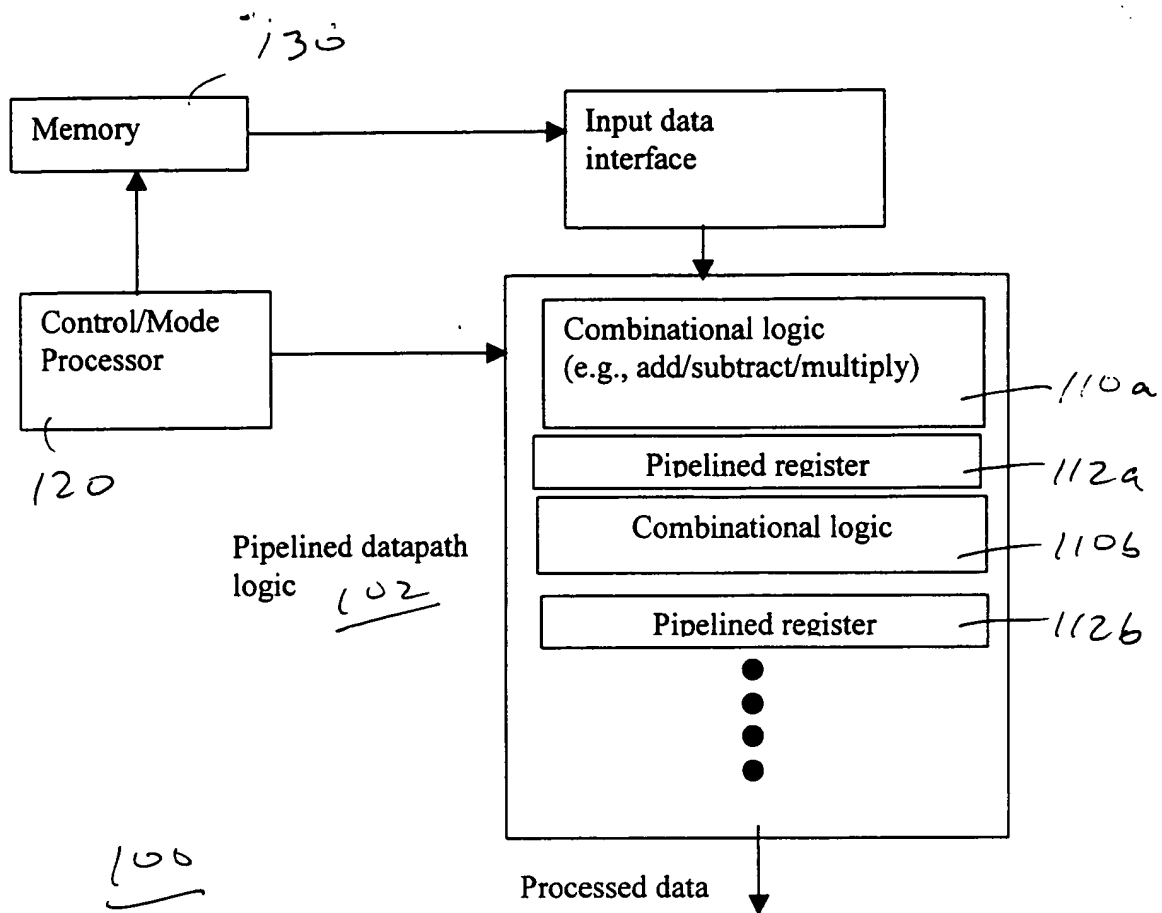 130
Memory
Input data
interface
Control/Mode
Processor
120
Combinational logic
(e.g., add/subtract/multiply)
110a
Pipelined register
112a
Combinational logic
110b
Pipelined datapath
logic
102
Pipelined register
112b
100
Processed data